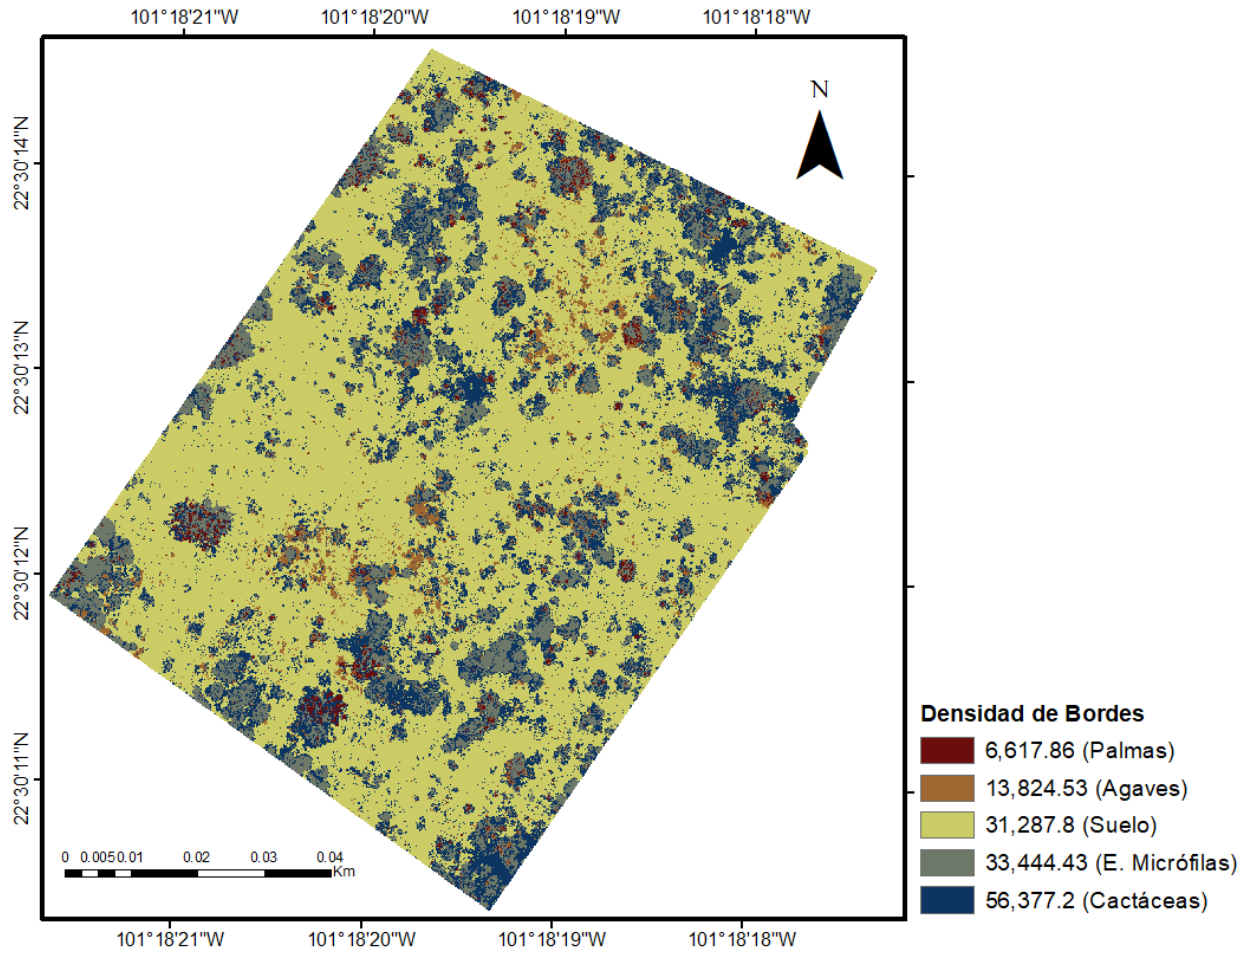 101°18'21"W 101°18'20"W 101°18'19"W 101°18'18"W
N
22°30'14"N
22°30'13"N
22°30'12"N
22°30'11"N
Densidad de Bordes
6,617.86 (Palmas)
13,824.53 (Agaves)
31,287.8 (Suelo)
33,444.43 (E. Micrófilas)
56,377.2 (Cactáceas)
0 0.005 0.01 0.02 0.03 0.04
Km
101°18'21"W 101°18'20"W 101°18'19"W 101°18'18"W